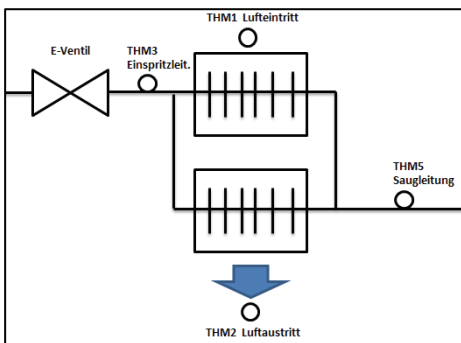 THM1 Lufteintritt
E-Ventil
THM3
Einspritzleit.
THM5
Saugleitung
THM2 Luftaustritt